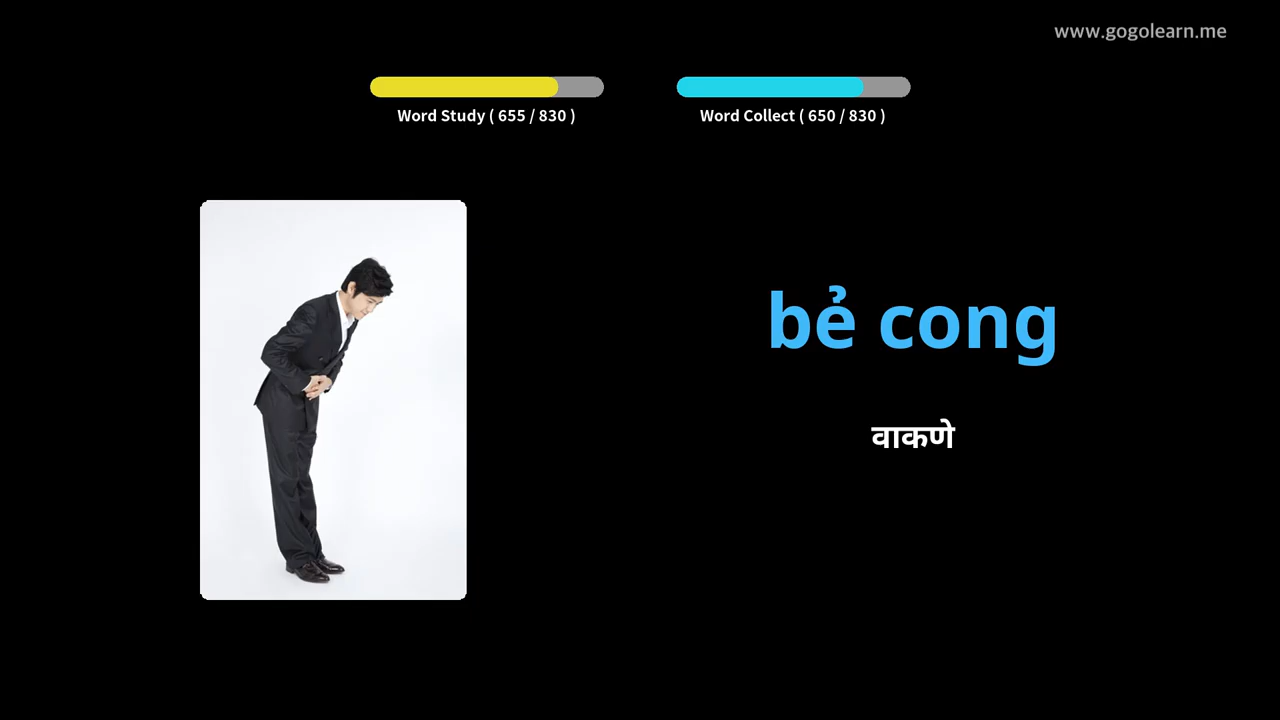 www.gogolearn.me
Word Study ( 655 / 830 )
Word Collect ( 650 / 830 )
bẻ cong
वाकणे